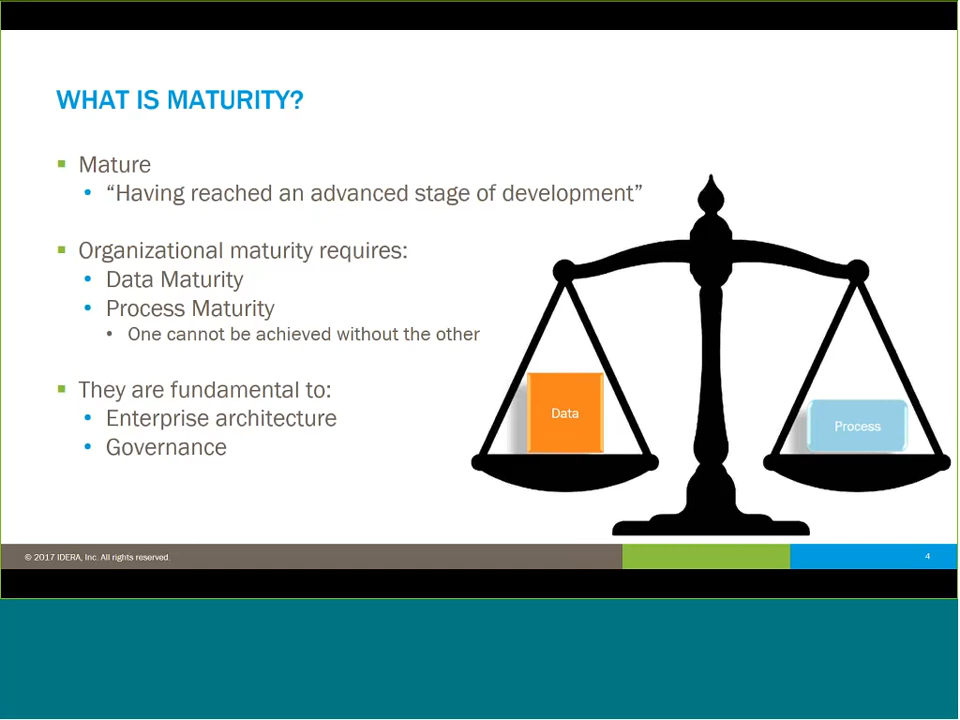 WHAT IS MATURITY?
Mature
“Having reached an advanced stage of development”
Organizational maturity requires:
Data Maturity
Process Maturity
One cannot be achieved without the other
They are fundamental to:
Enterprise architecture
Governance
Data
Process
© 2017 IDERA, Inc. All rights reserved.
4